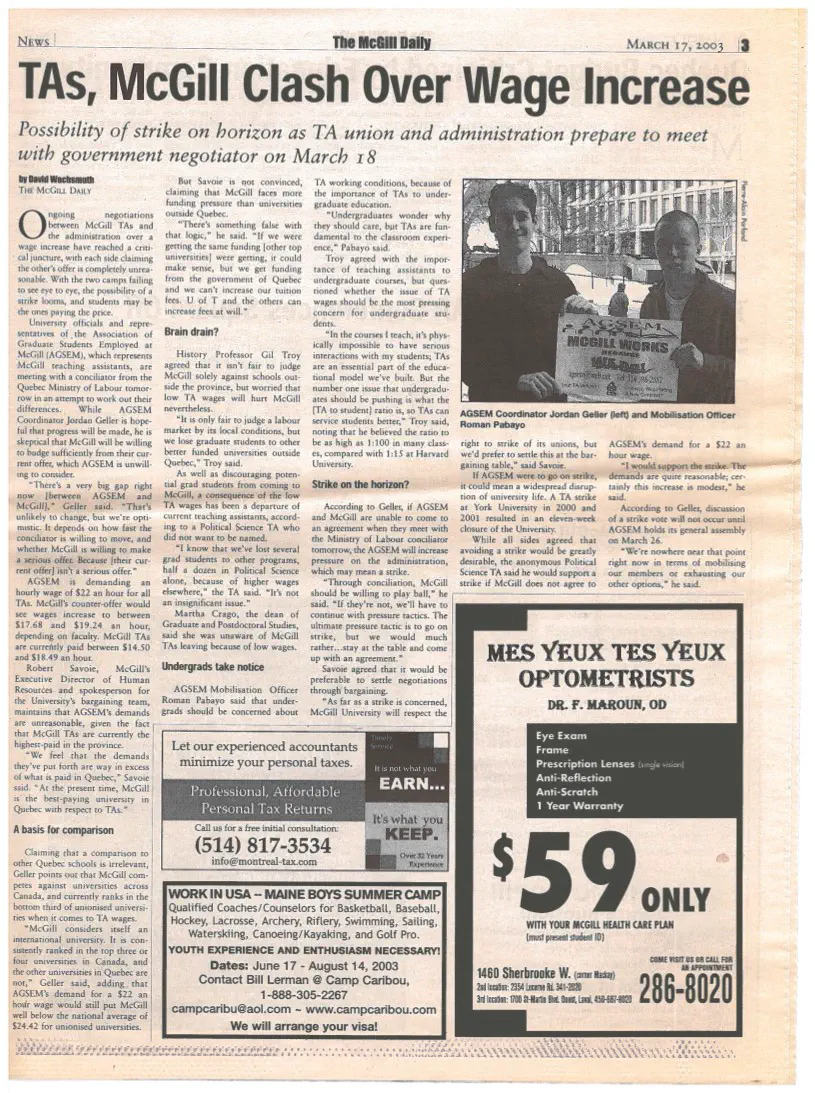 NEWS
The McGill Daily
MARCH 17, 2003
3
TAs, McGill Clash Over Wage Increase
Possibility of strike on horizon as TA union and administration prepare to meet
with government negotiator on March 18
by David Wachsmuth
THE MCGILL DAILY
Ongoing negotiations
between McGill TAs and
the administration over a
wage increase have reached a crit-
ical juncture, with each side claiming
the other's offer is completely unrea-
sonable. With the two camps failing
to see eye to eye, the possibility of a
strike looms, and students may be
the ones paying the price.
University officials and repre-
sentatives of the Association of
Graduate Students Employed at
McGill (AGSEM), which represents
McGill teaching assistants, are
meeting with a conciliator from the
Quebec Ministry of Labour tomor-
row in an attempt to work out their
differences. While AGSEM
Coordinator Jordan Geller is hope-
ful that progress will be made, he is
skeptical that McGill will be willing
to budge sufficiently from their cur-
rent offer, which AGSEM is unwill-
ing to consider.
"There's a very big gap right
now [between AGSEM and
McGill]," Geller said. "That's
unlikely to change, but we're opti-
mistic. It depends on how fast the
conciliator is willing to move, and
whether McGill is willing to make
a serious offer. Because [their cur-
rent offer] isn't a serious offer."
AGSEM is demanding an
hourly wage of $22 an hour for all
TAs. McGill's counter-offer would
see wages increase to between
$17.68 and $19.24 an hour,
depending on faculty. McGill TAs
are currently paid between $14.50
and $18.49 an hour.
Robert Savoie, McGill's
Executive Director of Human
Resources and spokesperson for
the University's bargaining team,
maintains that AGSEM's demands
are unreasonable, given the fact
that McGill TAs are currently the
highest-paid in the province.
"We feel that the demands
they've put forth are way in excess
of what is paid in Quebec," Savoie
said. "At the present time, McGill
is the best-paying university in
Quebec with respect to TAs."
A basis for comparison
Claiming that a comparison to
other Quebec schools is irrelevant,
Geller points out that McGill com-
petes against universities across
Canada, and currently ranks in the
bottom third of unionised universi-
ties when it comes to TA wages.
"McGill considers itself an
international university. It is con-
sistently ranked in the top three or
four universities in Canada, and
the other universities in Quebec are
not," Geller said, adding that
AGSEM's demand for a $22 an
hour wage would still put McGill
well below the national average of
$24.42 for unionised universities.
But Savoie is not convinced,
claiming that McGill faces more
funding pressure than universities
outside Quebec.
"There's something false with
that logic," he said. "If we were
getting the same funding [other top
universities] were getting, it could
make sense, but we get funding
from the government of Quebec
and we can't increase our tuition
fees. U of T and the others can
increase fees at will."
Brain drain?
History Professor Gil Troy
agreed that it isn't fair to judge
McGill solely against schools out-
side the province, but worried that
low TA wages will hurt McGill
nevertheless.
"It is only fair to judge a labour
market by its local conditions, but
we lose graduate students to other
better funded universities outside
Quebec," Troy said.
As well as discouraging poten-
tial grad students from coming to
McGill, a consequence of the low
TA wages has been a departure of
current teaching assistants, accord-
ing to a Political Science TA who
did not want to be named.
"I know that we've lost several
grad students to other programs,
half a dozen in Political Science
alone, because of higher wages
elsewhere," the TA said. "It's not
an insignificant issue."
Martha Crago, the dean of
Graduate and Postdoctoral Studies,
said she was unaware of McGill
TAs leaving because of low wages.
Undergrads take notice
AGSEM Mobilisation Officer
Roman Pabayo said that under-
grads should be concerned about
TA working conditions, because of
the importance of TAs to under-
graduate education.
"Undergraduates wonder why
they should care, but TAs are fun-
damental to the classroom experi-
ence," Pabayo said.
Troy agreed with the impor-
tance of teaching assistants to
undergraduate courses, but ques-
tioned whether the issue of TA
wages should be the most pressing
concern for undergraduate stu-
dents.
"In the courses I teach, it's phys-
ically impossible to have serious
interactions with my students; TAs
are an essential part of the educa-
tional model we've built. But the
number one issue that undergradu-
ates should be pushing is what the
[TA to student] ratio is, so TAs can
service students better," Troy said,
noting that he believed the ratio to
be as high as 1:100 in many class-
es, compared with 1:15 at Harvard
University.
Strike on the horizon?
According to Geller, if AGSEM
and McGill are unable to come to
an agreement when they meet with
the Ministry of Labour conciliator
tomorrow, the AGSEM will increase
pressure on the administration,
which may mean a strike.
"Through conciliation, McGill
should be willing to play ball," he
said. "If they're not, we'll have to
continue with pressure tactics. The
ultimate pressure tactic is to go on
strike, but we would much
rather...stay at the table and come
up with an agreement."
Savoie agreed that it would be
preferable to settle negotiations
through bargaining.
"As far as a strike is concerned,
McGill University will respect the
Pierre-Alain Parfond
AGSEM
MCGILL WORKS
BECAUSE
WE DO!
AGSEM Coordinator Jordan Geller (left) and Mobilisation Officer
Roman Pabayo
right to strike of its unions, but
we'd prefer to settle this at the bar-
gaining table," said Savoie.
If AGSEM were to go on strike,
it could mean a widespread disrup-
tion of university life. A TA strike
at York University in 2000 and
2001 resulted in an eleven-week
closure of the University.
While all sides agreed that
avoiding a strike would be greatly
desirable, the anonymous Political
Science TA said he would support a
strike if McGill does not agree to
AGSEM's demand for a $22 an
hour wage.
"I would support the strike. The
demands are quite reasonable; cer-
tainly this increase is modest," he
said.
According to Geller, discussion
of a strike vote will not occur until
AGSEM holds its general assembly
on March 26.
"We're nowhere near that point
right now in terms of mobilising
our members or exhausting our
other options," he said.
Let our experienced accountants
minimize your personal taxes.
Professional, Affordable
Personal Tax Returns
Call us for a free initial consultation:
(514) 817-3534
info@montreal-tax.com
Timely
Service
It is not what you
EARN...
It's what you
KEEP.
Over 32 Years
Experience
WORK IN USA -- MAINE BOYS SUMMER CAMP
Qualified Coaches/Counselors for Basketball, Baseball,
Hockey, Lacrosse, Archery, Riflery, Swimming, Sailing,
Waterskiing, Canoeing/Kayaking, and Golf Pro.
YOUTH EXPERIENCE AND ENTHUSIASM NECESSARY!
Dates: June 17 - August 14, 2003
Contact Bill Lerman @ Camp Caribou,
1-888-305-2267
campcaribu@aol.com ~ www.campcaribou.com
We will arrange your visa!
MES YEUX TES YEUX
OPTOMETRISTS
DR. F. MAROUN, OD
Eye Exam
Frame
Prescription Lenses (single vision)
Anti-Reflection
Anti-Scratch
1 Year Warranty
$59 ONLY
WITH YOUR MCGILL HEALTH CARE PLAN
(must present student ID)
COME VISIT US OR CALL FOR
AN APPOINTMENT
1460 Sherbrooke W. (corner Mackay)
2nd location: 2354 Lucerne Rd. 341-2020
3rd location: 1700 St-Martin Blvd. Ouest, Laval, 450-687-8020
286-8020